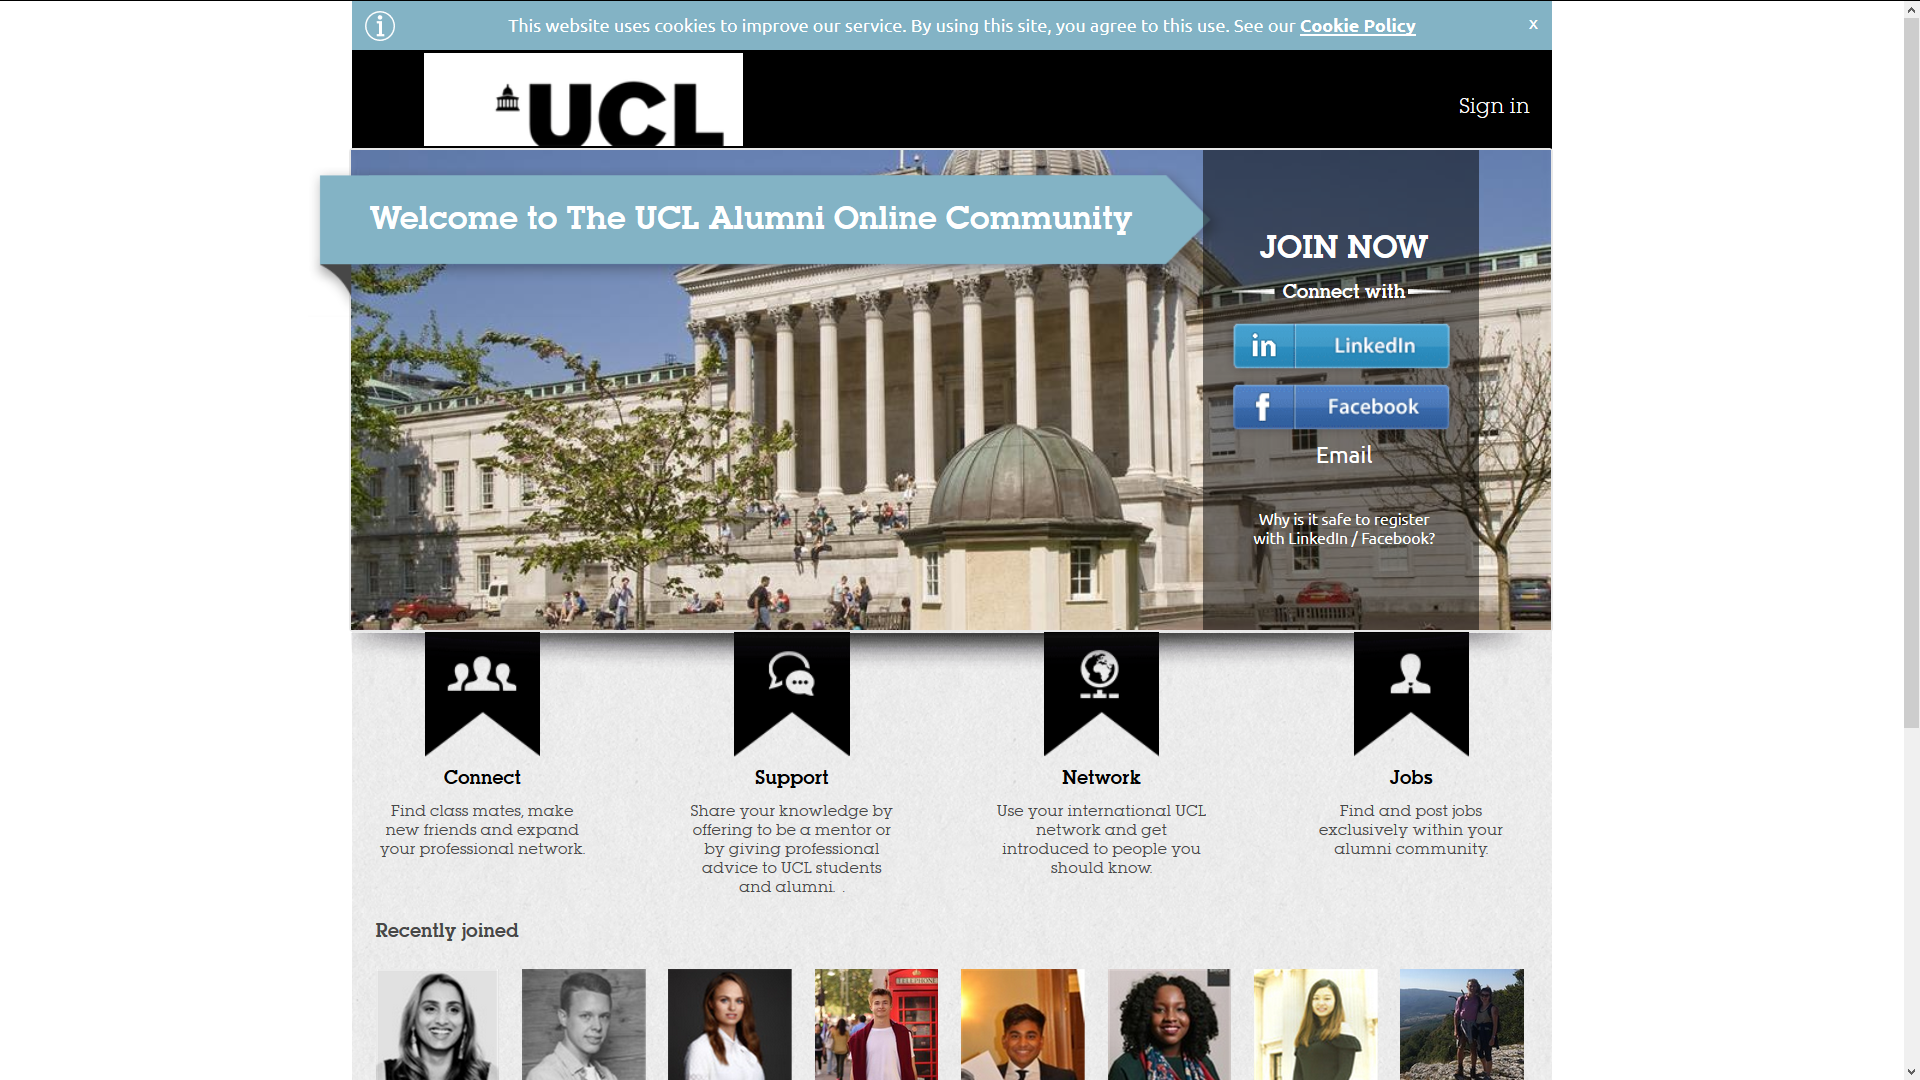 This website uses cookies to improve our service. By using this site, you agree to this use. See our Cookie Policy
x
UCL
Sign in
Welcome to The UCL Alumni Online Community
JOIN NOW
Connect with
in LinkedIn
f Facebook
Email
Why is it safe to register
with LinkedIn / Facebook?
Connect
Find class mates, make
new friends and expand
your professional network.
Support
Share your knowledge by
offering to be a mentor or
by giving professional
advice to UCL students
and alumni. .
Network
Use your international UCL
network and get
introduced to people you
should know.
Jobs
Find and post jobs
exclusively within your
alumni community.
Recently joined
TELEPHONE